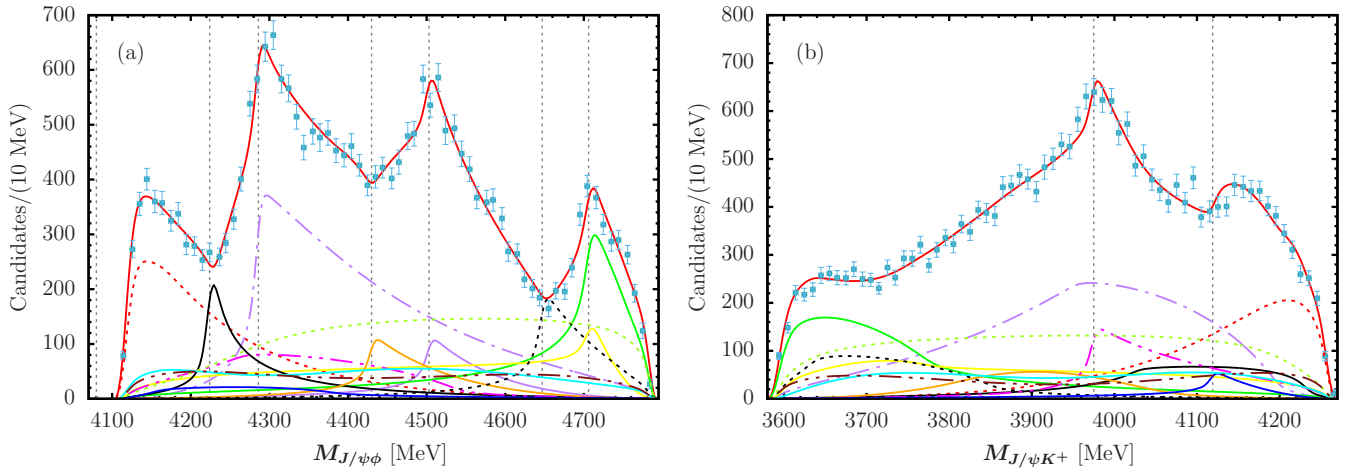 (a)
Candidates/(10 MeV)
700
600
500
400
300
200
100
0
4100 4200 4300 4400 4500 4600 4700
M_{J/ψϕ} [MeV]
(b)
Candidates/(10 MeV)
800
700
600
500
400
300
200
100
0
3600 3700 3800 3900 4000 4100 4200
M_{J/ψK⁺} [MeV]